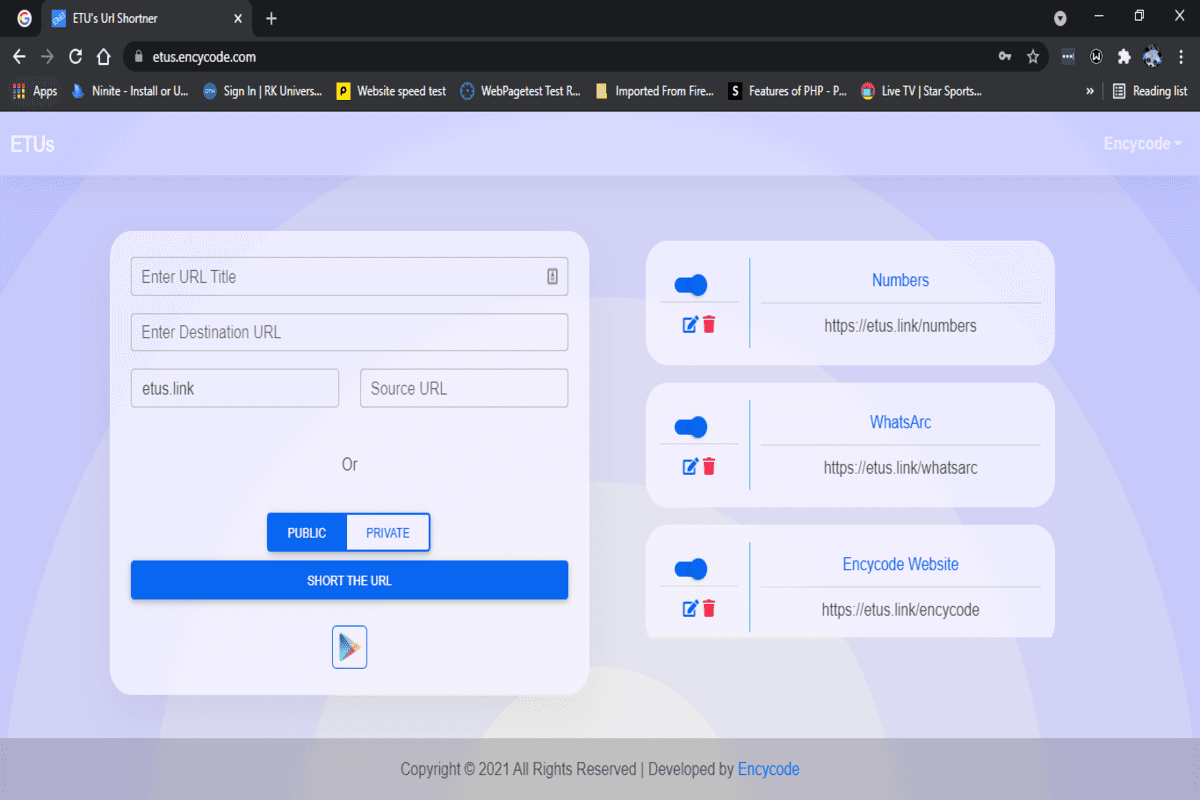 ETU's Url Shortner
etus.encycode.com
Apps Ninite - Install or U... Sign In | RK Univers... Website speed test WebPagetest Test R... Imported From Fire... Features of PHP - P... Live TV | Star Sports... » Reading list
ETUs Encycode
Enter URL Title
Enter Destination URL
etus.link Source URL
Or
PUBLIC PRIVATE
SHORT THE URL
Numbers
https://etus.link/numbers
WhatsArc
https://etus.link/whatsarc
Encycode Website
https://etus.link/encycode
Copyright © 2021 All Rights Reserved | Developed by Encycode